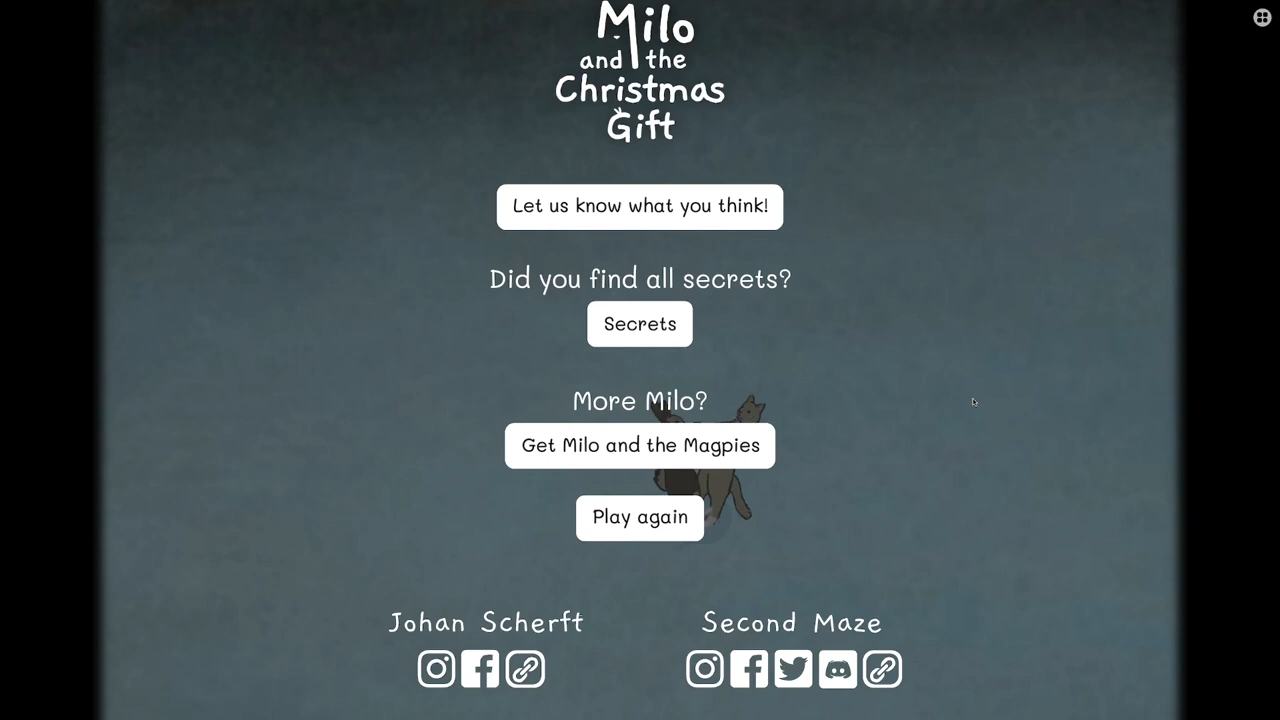 Milo
and the
Christmas
Gift
Let us know what you think!
Did you find all secrets?
Secrets
More Milo?
Get Milo and the Magpies
Play again
Johan Scherft
Second Maze